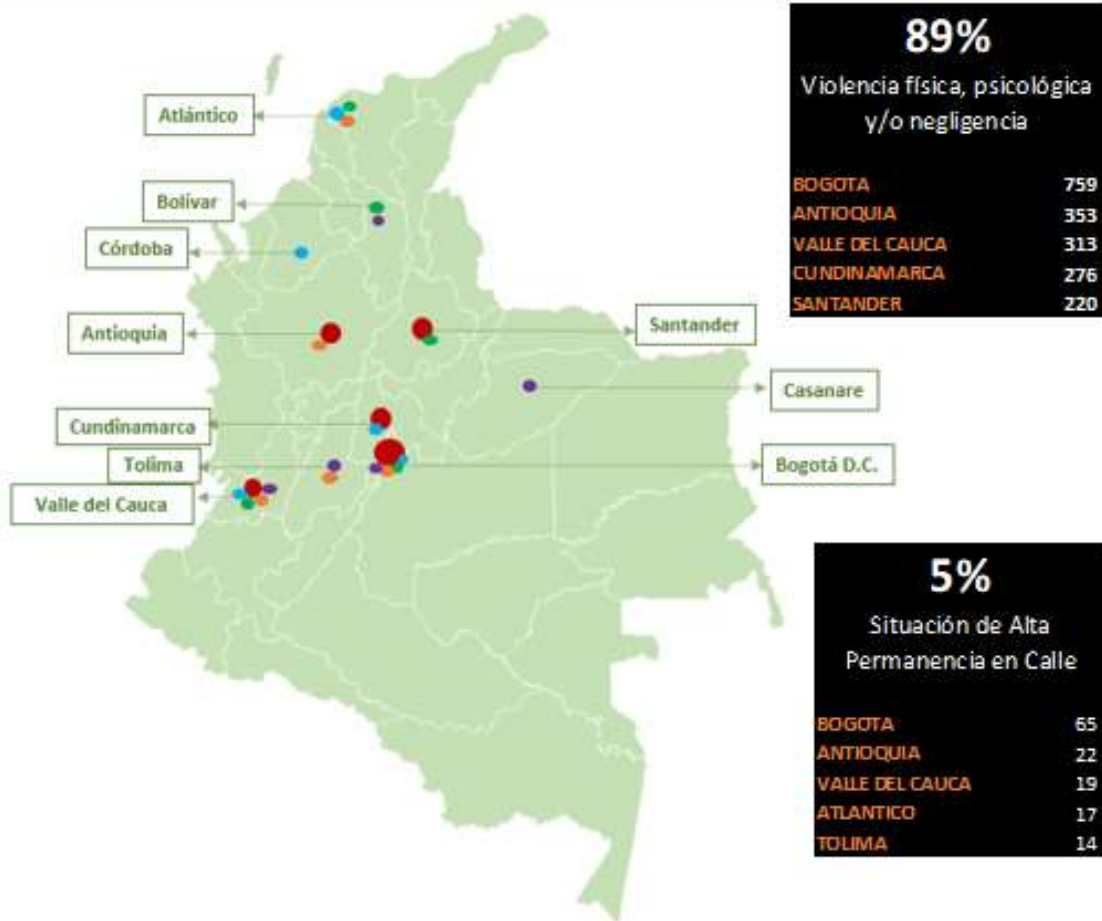 Atlántico
Bolívar
Córdoba
Antioquia
Cundinamarca
Tolima
Valle del Cauca
Santander
Casanare
Bogotá D.C.
89%
Violencia física, psicológica
y/o negligencia
BOGOTA 759
ANTIOQUIA 353
VALLE DEL CAUCA 313
CUNDINAMARCA 276
SANTANDER 220
5%
Situación de Alta
Permanencia en Calle
BOGOTA 65
ANTIOQUIA 22
VALLE DEL CAUCA 19
ATLANTICO 17
TOLIMA 14